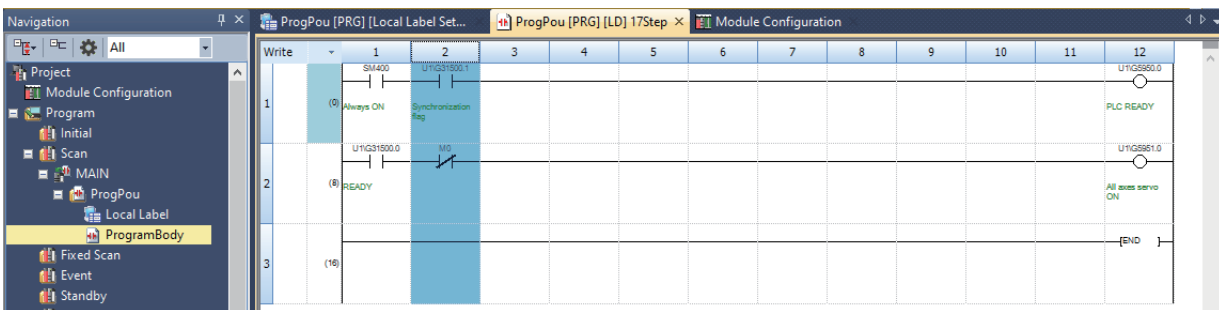 Navigation
All
Project
Module Configuration
Program
Initial
Scan
MAIN
ProgPou
Local Label
ProgramBody
Fixed Scan
Event
Standby
ProgPou [PRG] [Local Label Set...
ProgPou [PRG] [LD] 17Step
Module Configuration
Write 1 2 3 4 5 6 7 8 9 10 11 12
SM400 U1\G31500.1 U1\G5950.0
1 (0) Always ON Synchronization flag PLC READY
U1\G31500.0 M0 U1\G5951.0
2 (8) READY All axes servo ON
[END ]
3 (16)